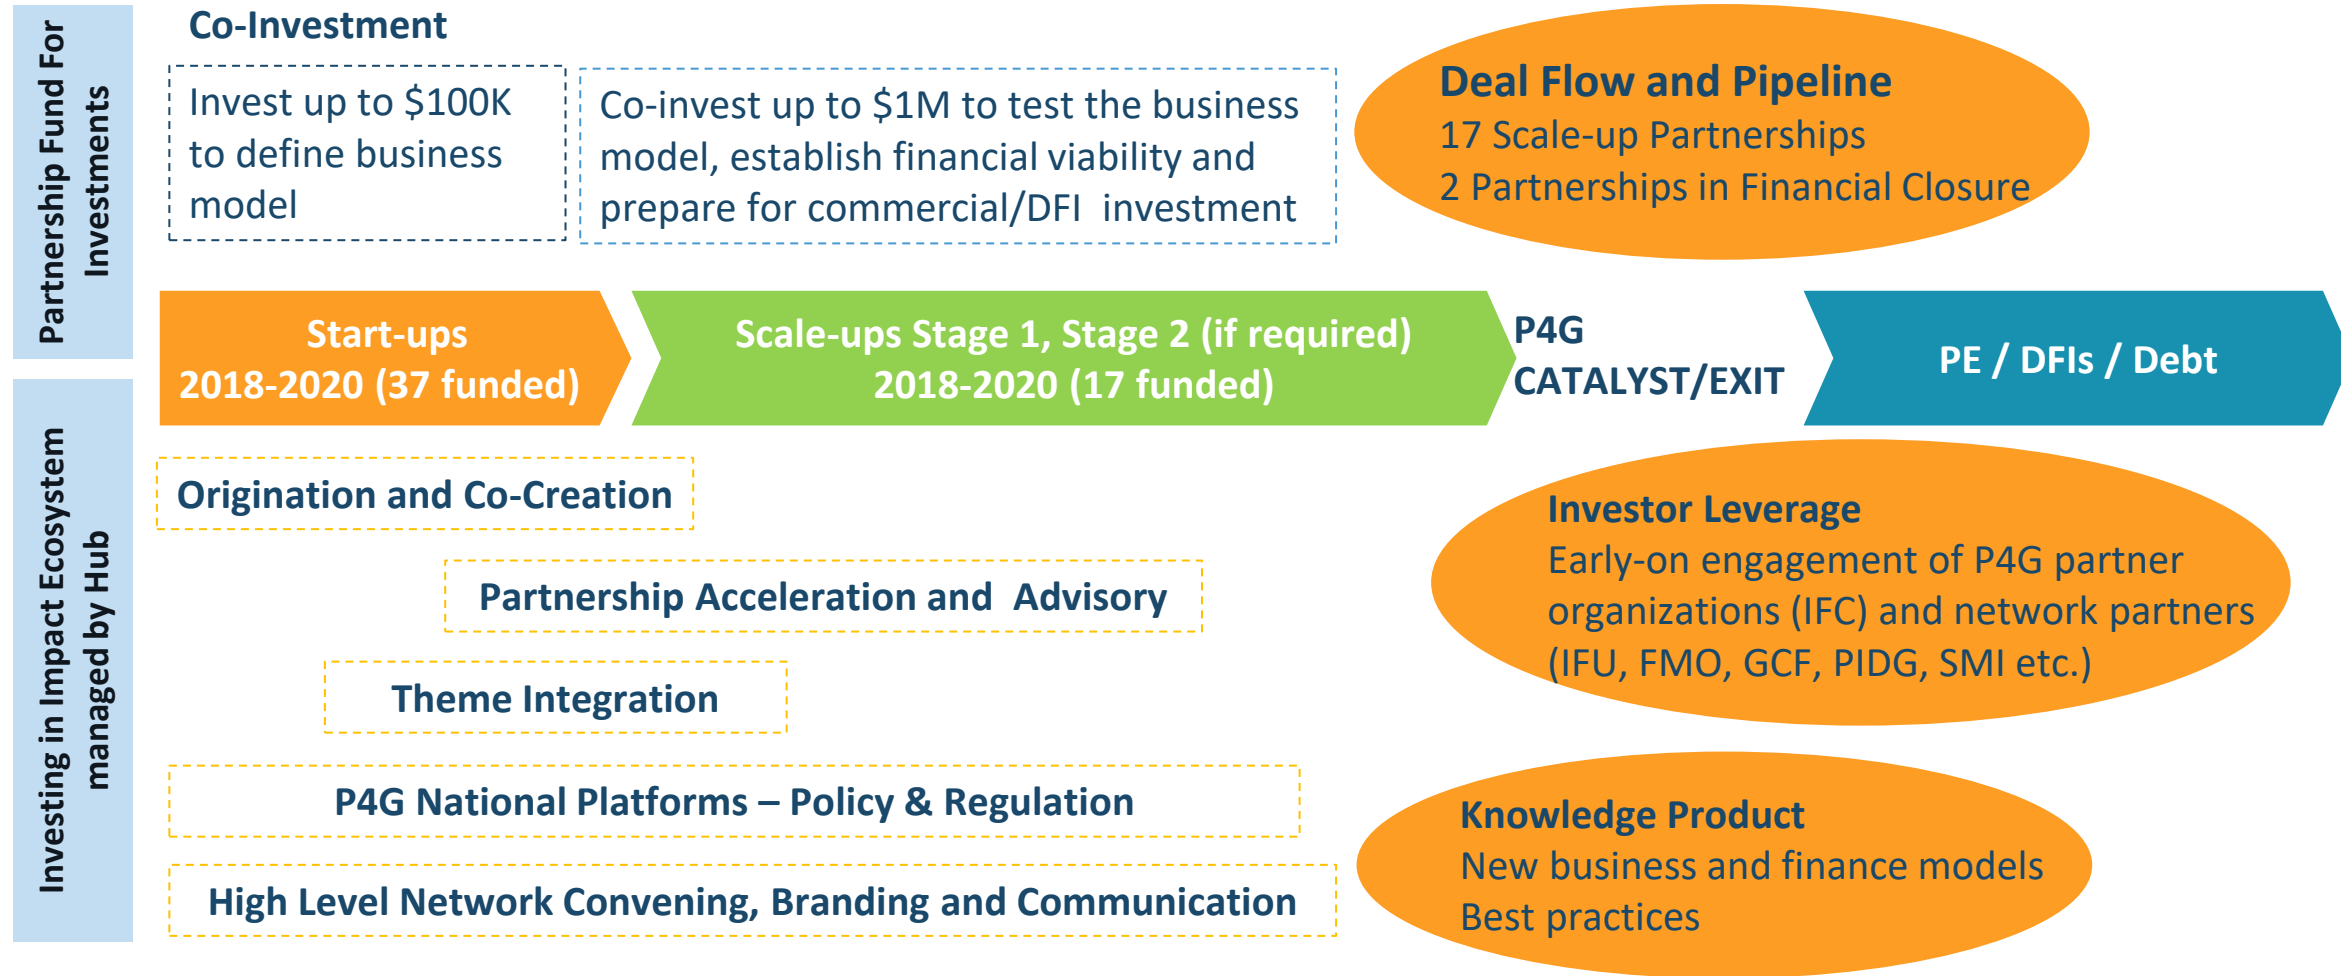 Partnership Fund For
Investments
Co-Investment
Invest up to $100K
to define business
model
Co-invest up to $1M to test the business
model, establish financial viability and
prepare for commercial/DFI  investment
Deal Flow and Pipeline
17 Scale-up Partnerships
2 Partnerships in Financial Closure
Start-ups
2018-2020 (37 funded)
Scale-ups Stage 1, Stage 2 (if required)
2018-2020 (17 funded)
P4G
CATALYST/EXIT
PE / DFIs / Debt
Investing in Impact Ecosystem
managed by Hub
Origination and Co-Creation
Partnership Acceleration and  Advisory
Theme Integration
P4G National Platforms – Policy & Regulation
High Level Network Convening, Branding and Communication
Investor Leverage
Early-on engagement of P4G partner
organizations (IFC) and network partners
(IFU, FMO, GCF, PIDG, SMI etc.)
Knowledge Product
New business and finance models
Best practices